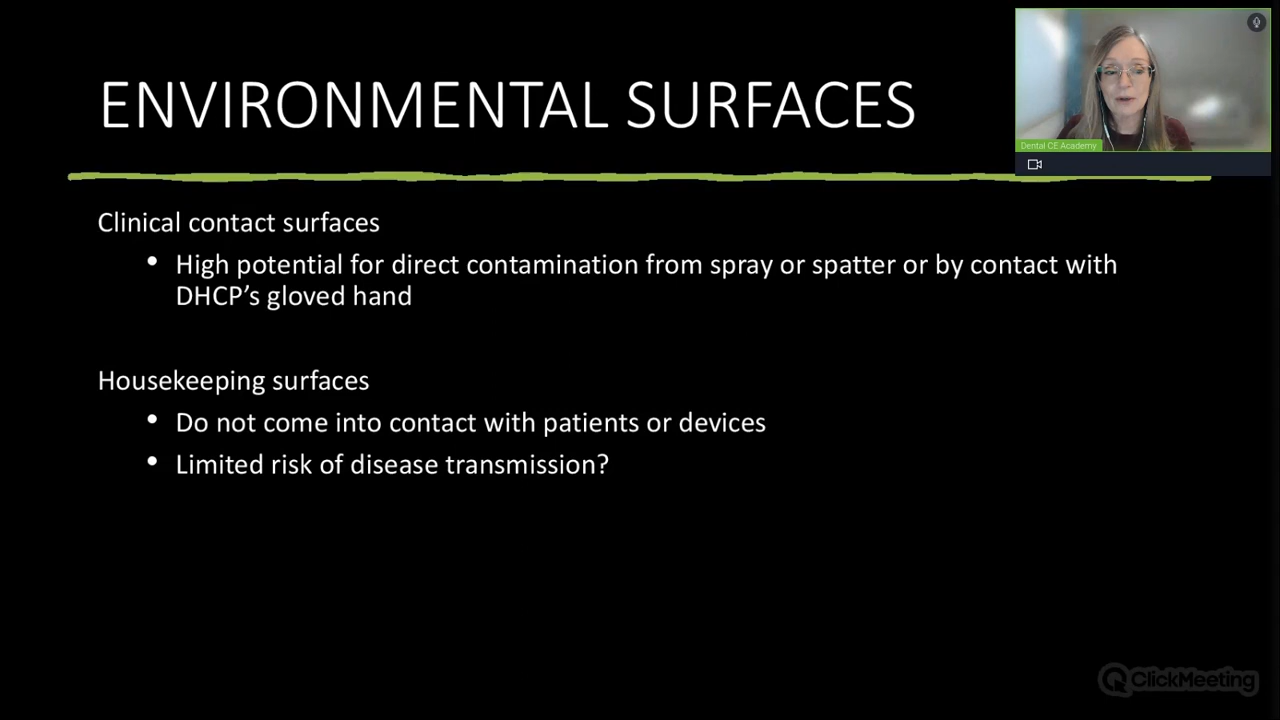 ENVIRONMENTAL SURFACES
Dental CE Academy
Clinical contact surfaces
• High potential for direct contamination from spray or spatter or by contact with
DHCP’s gloved hand
Housekeeping surfaces
• Do not come into contact with patients or devices
• Limited risk of disease transmission?
ClickMeeting